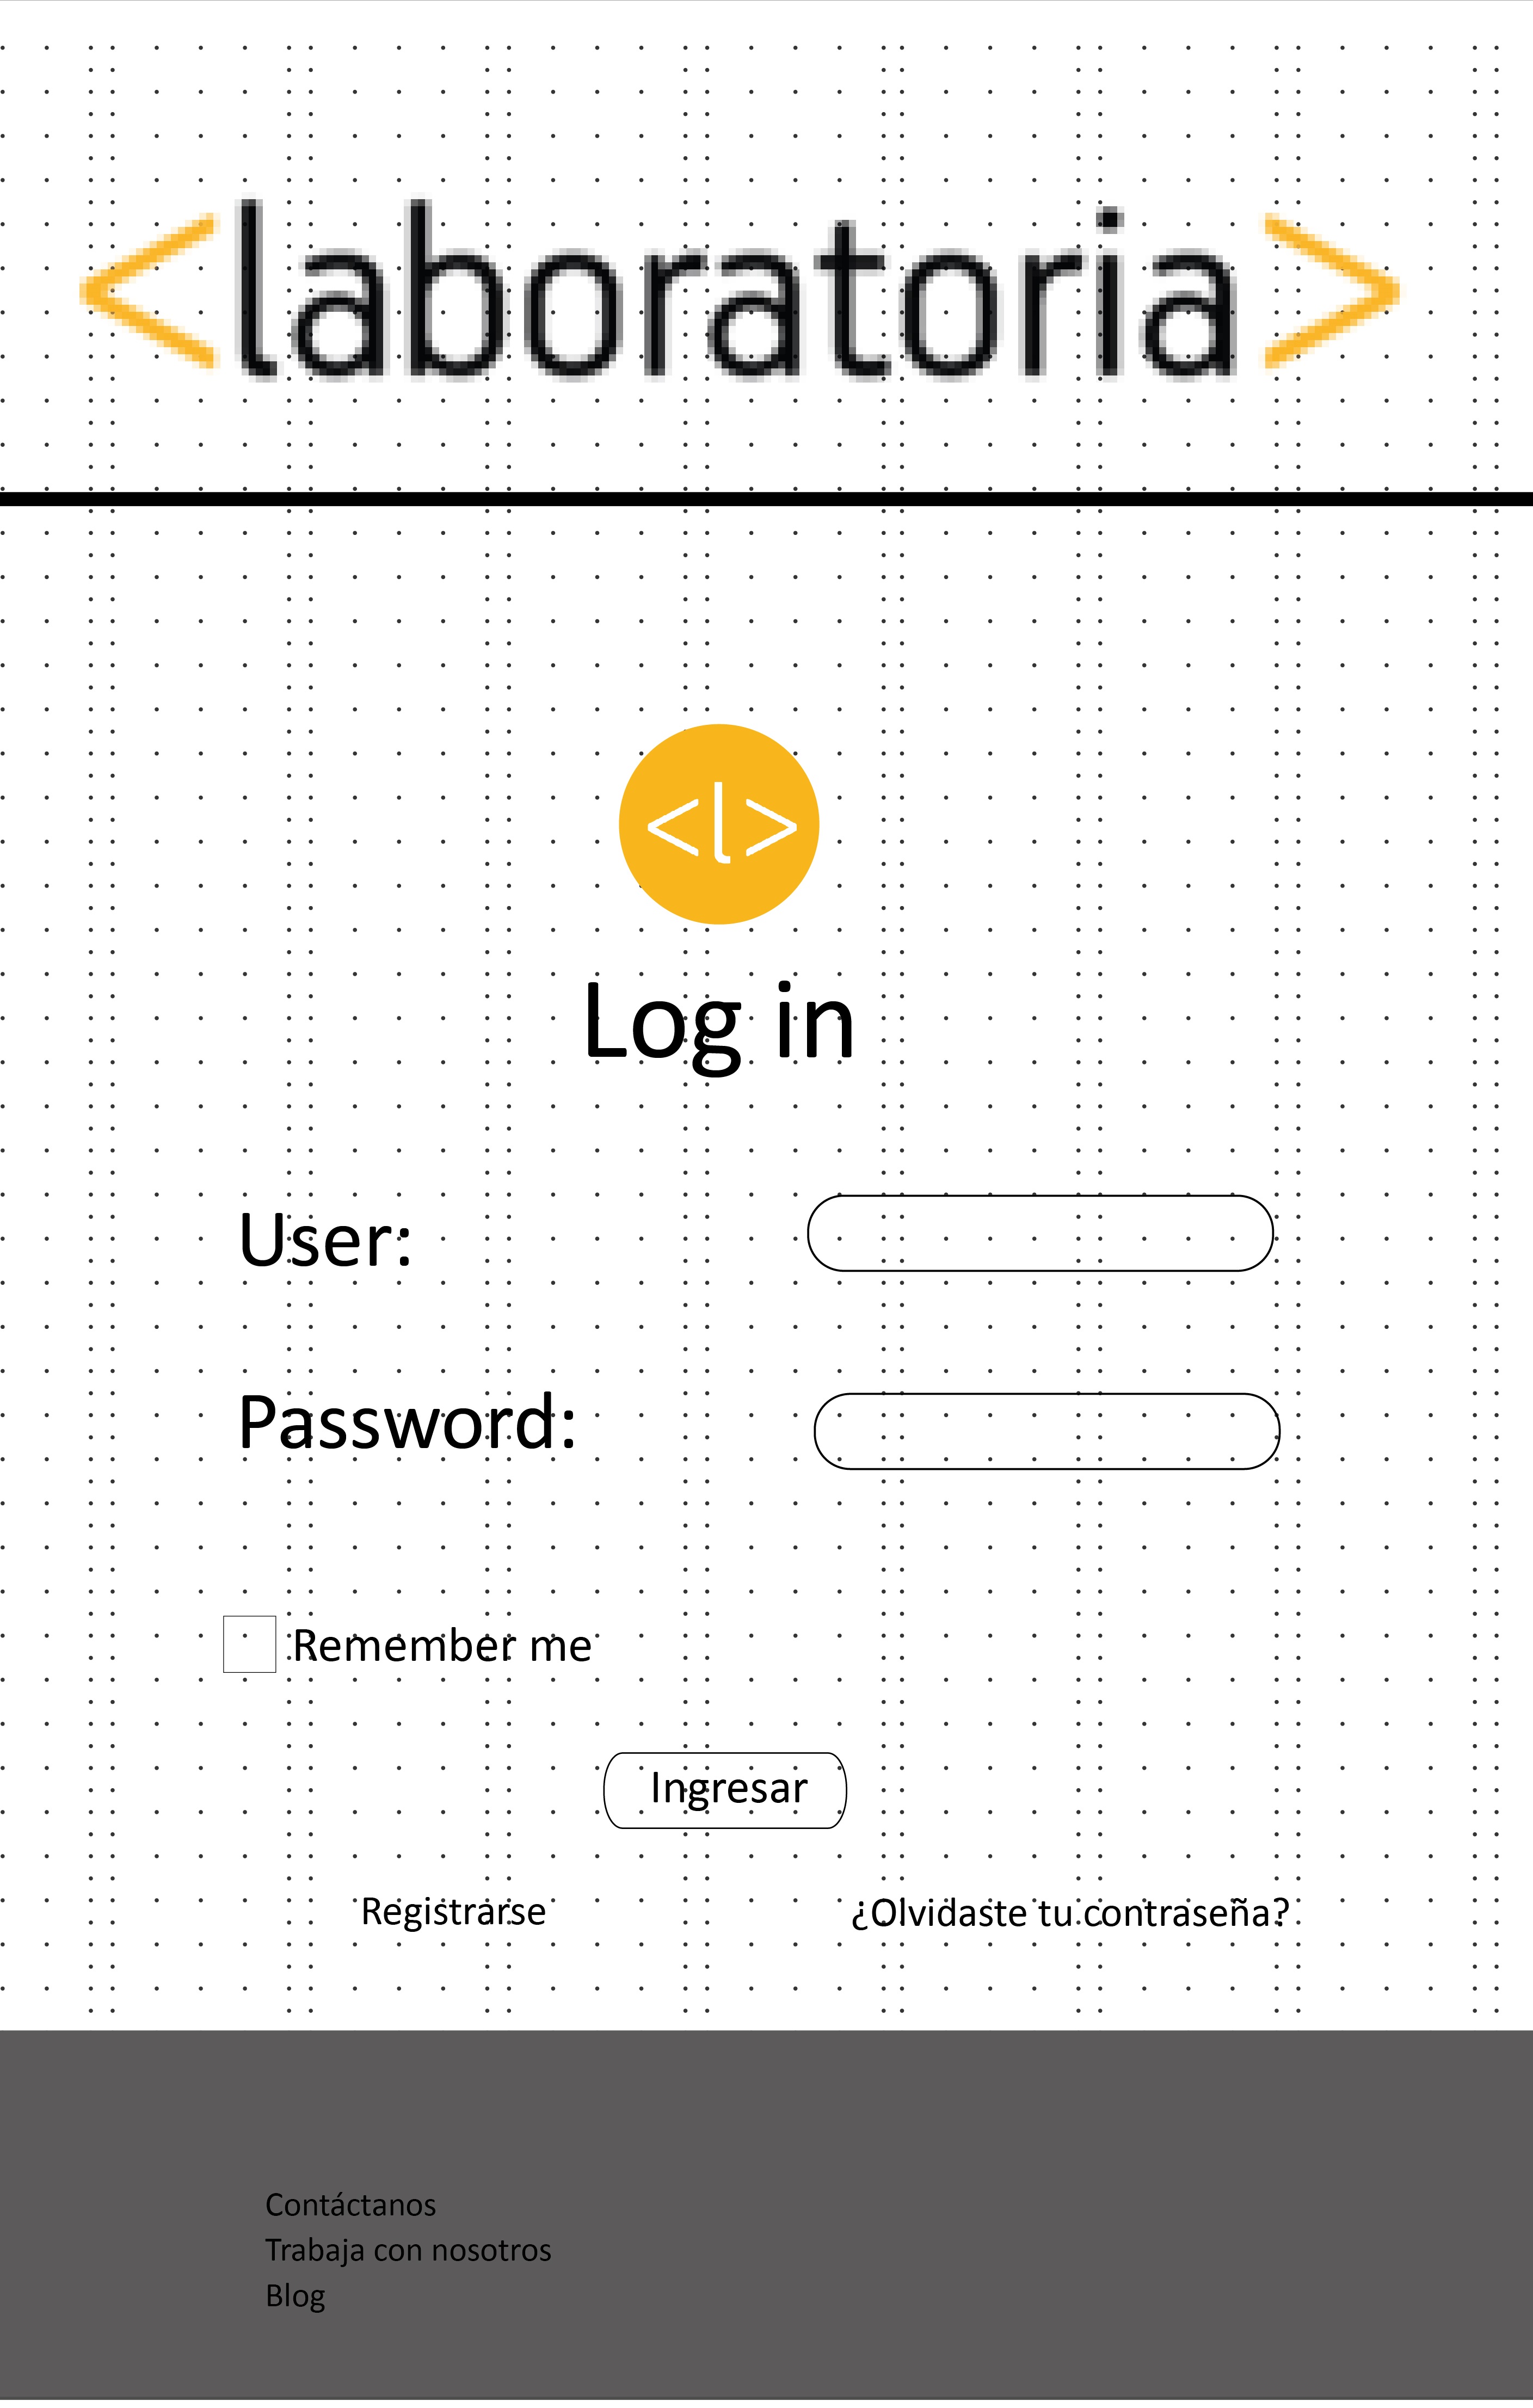 <laboratoria>
<l>
Log in
User:
Password:
Remember me
Ingresar
Registrarse
¿Olvidaste tu contraseña?
Contáctanos
Trabaja con nosotros
Blog